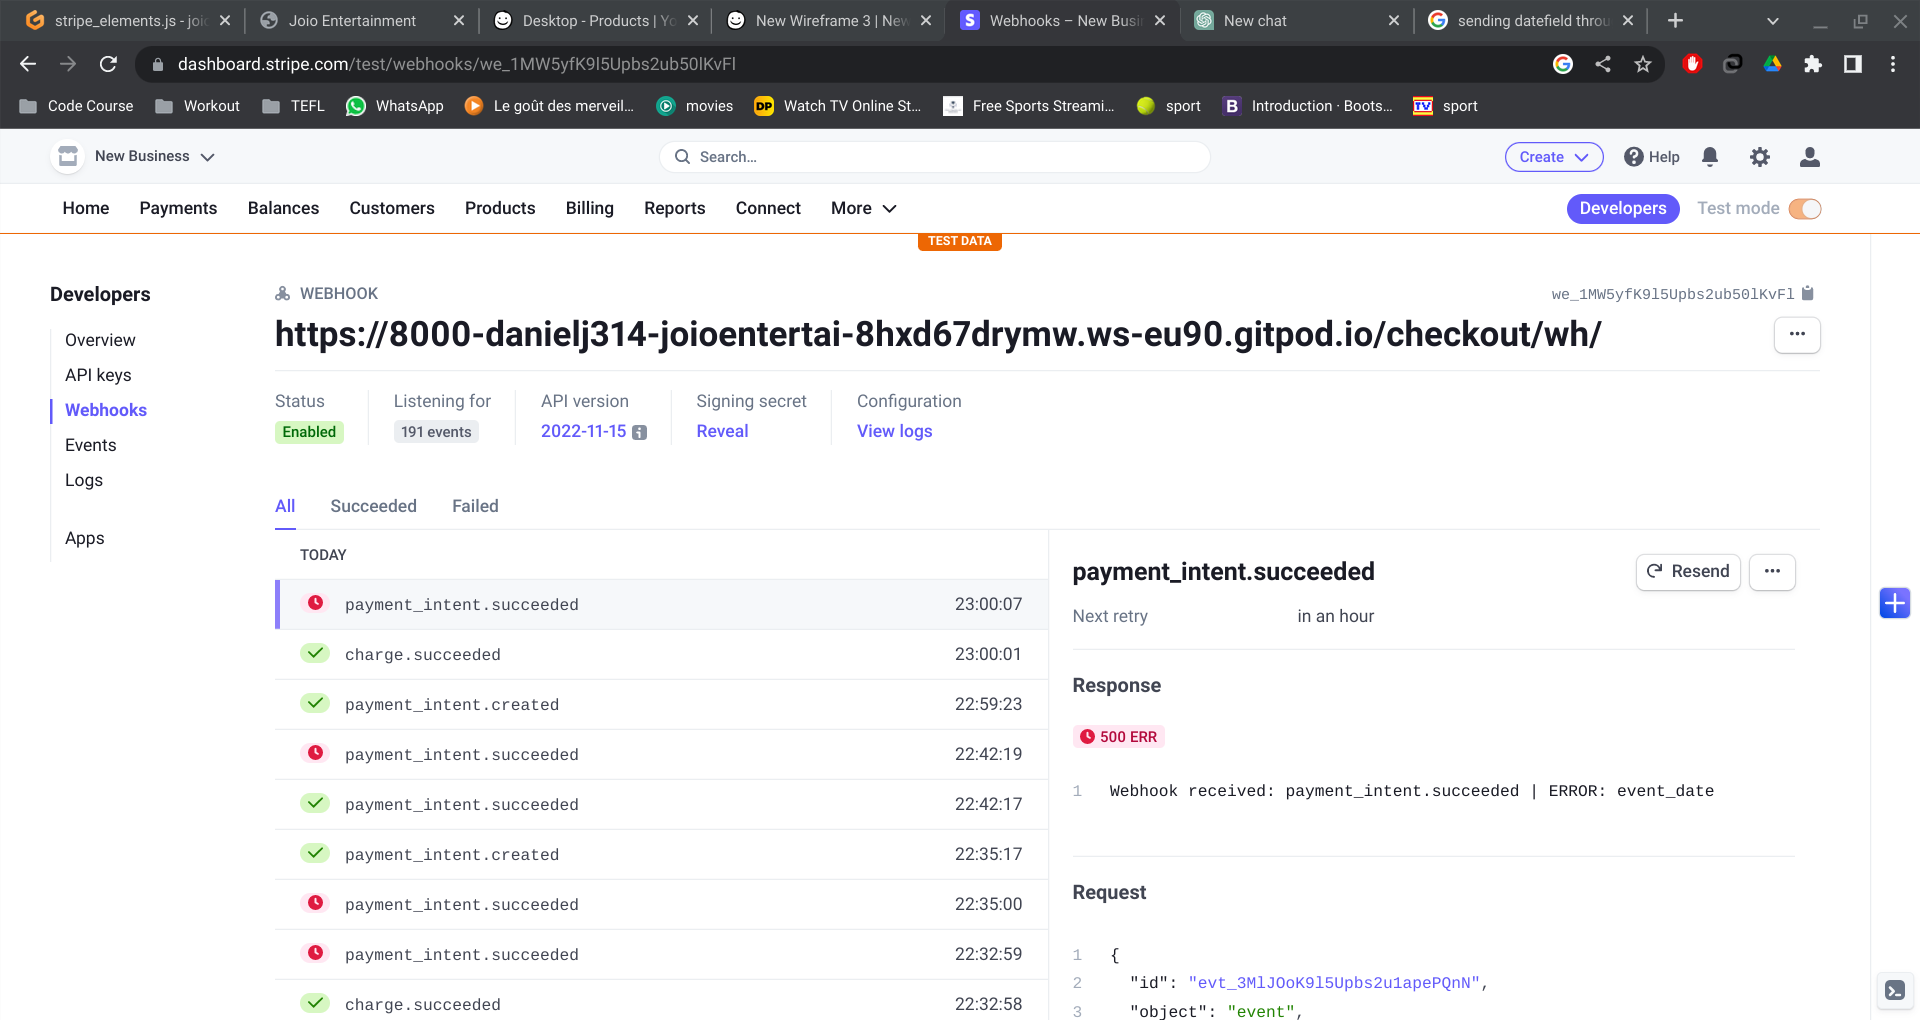 stripe_elements.js - joio
Joio Entertainment
Desktop - Products | Yo
New Wireframe 3 | New
Webhooks – New Busi
New chat
sending datefield throu
dashboard.stripe.com/test/webhooks/we_1MW5yfK9l5Upbs2ub50lKvFl
Code Course
Workout
TEFL
WhatsApp
Le goût des merveil...
movies
DP
Watch TV Online St...
Free Sports Streami...
sport
B
Introduction · Boots...
TV
sport
New Business
Search...
Create
Help
Home
Payments
Balances
Customers
Products
Billing
Reports
Connect
More
Developers
Test mode
TEST DATA
Developers
Overview
API keys
Webhooks
Events
Logs
Apps
WEBHOOK
we_1MW5yfK9l5Upbs2ub50lKvFl
https://8000-danielj314-joioentertai-8hxd67drymw.ws-eu90.gitpod.io/checkout/wh/
Status
Enabled
Listening for
191 events
API version
2022-11-15
Signing secret
Reveal
Configuration
View logs
All
Succeeded
Failed
TODAY
payment_intent.succeeded 23:00:07
charge.succeeded 23:00:01
payment_intent.created 22:59:23
payment_intent.succeeded 22:42:19
payment_intent.succeeded 22:42:17
payment_intent.created 22:35:17
payment_intent.succeeded 22:35:00
payment_intent.succeeded 22:32:59
charge.succeeded 22:32:58
payment_intent.succeeded
Resend
Next retry in an hour
Response
500 ERR
1 Webhook received: payment_intent.succeeded | ERROR: event_date
Request
1 {
2 "id": "evt_3MlJOoK9l5Upbs2u1apePQnN",
3 "object": "event",